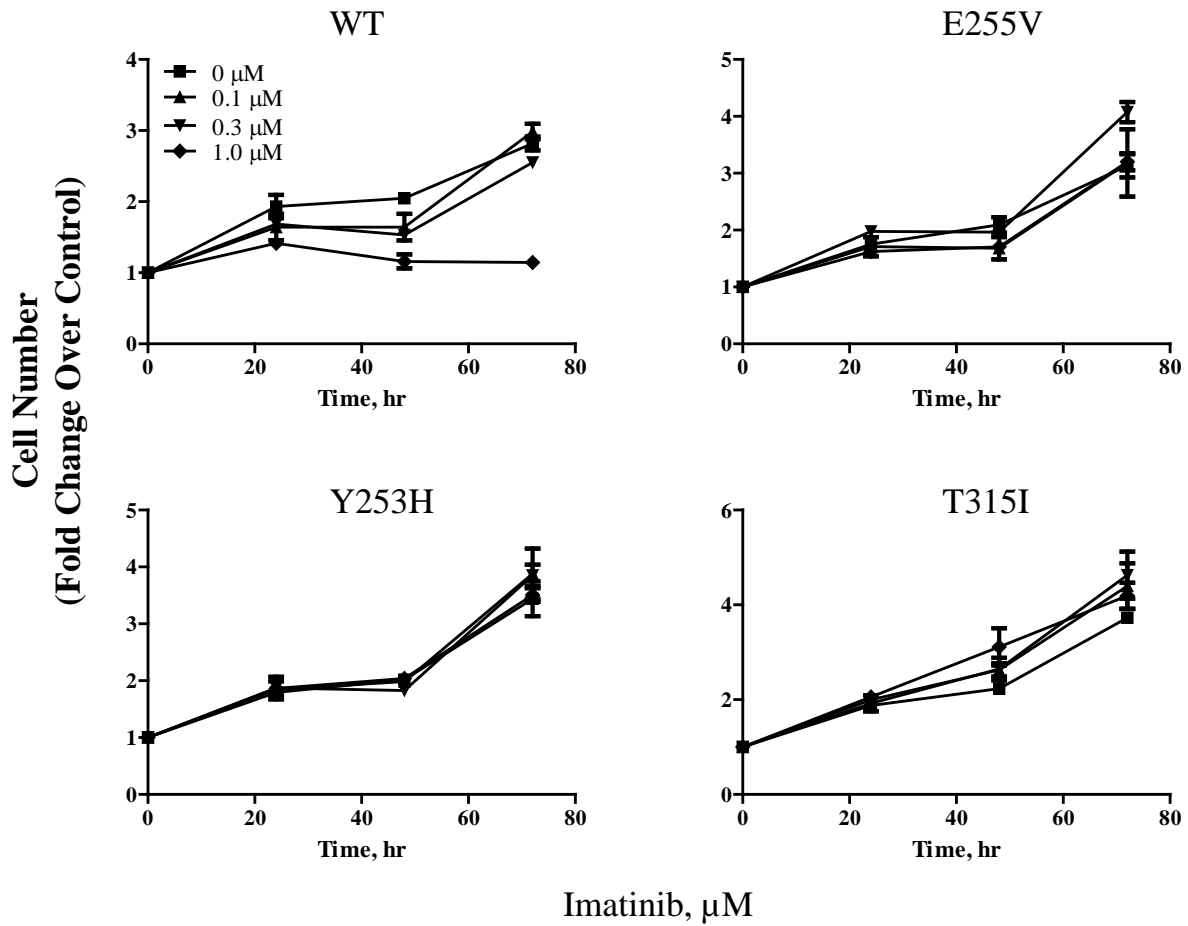 WT
4
3
2
1
0
0 µM
0.1 µM
0.3 µM
1.0 µM
0 20 40 60 80
Time, hr
E255V
5
4
3
2
1
0
0 20 40 60 80
Time, hr
Cell Number
(Fold Change Over Control)
Y253H
5
4
3
2
1
0
0 20 40 60 80
Time, hr
T315I
6
4
2
0
0 20 40 60 80
Time, hr
Imatinib, µM